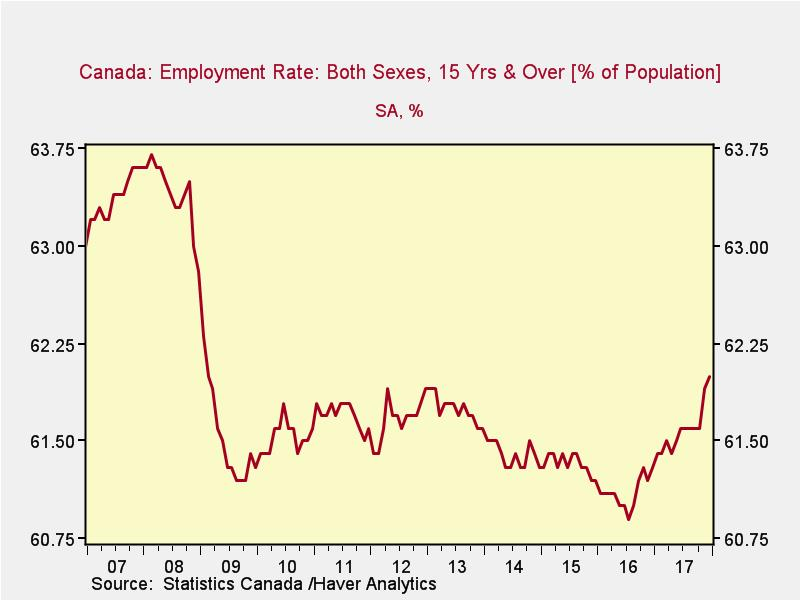 Canada: Employment Rate: Both Sexes, 15 Yrs & Over [% of Population]
SA, %
63.75 63.75
63.00 63.00
62.25 62.25
61.50 61.50
60.75 60.75
07 08 09 10 11 12 13 14 15 16 17
Source: Statistics Canada /Haver Analytics